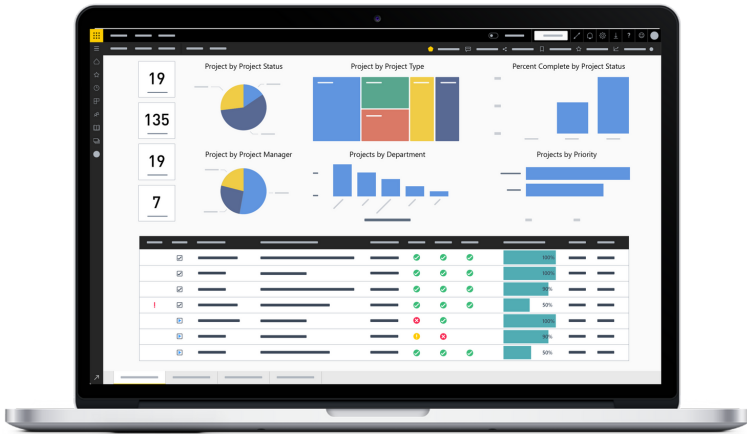 ?
19
Project by Project Status
Project by Project Type
Percent Complete by Project Status
135
19
Project by Project Manager
Projects by Department
Projects by Priority
7
100%
100%
90%
50%
100%
90%
50%